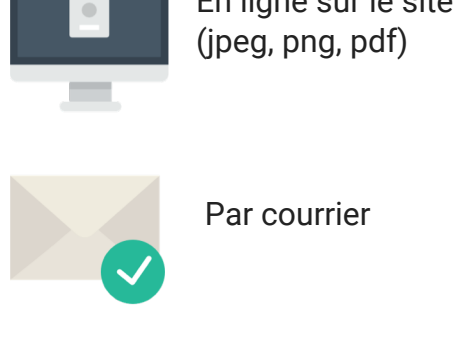 En ligne sur le site
(jpeg, png, pdf)
Par courrier